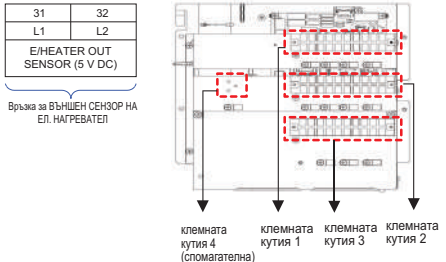 31 32
L1 L2
E/HEATER OUT
SENSOR (5 V DC)
Връзка за ВЪНШЕН СЕНЗОР НА
ЕЛ. НАГРЕВАТЕЛ
клемната
кутия 4
(спомагателна)
клемната
кутия 1
клемната
кутия 3
клемната
кутия 2